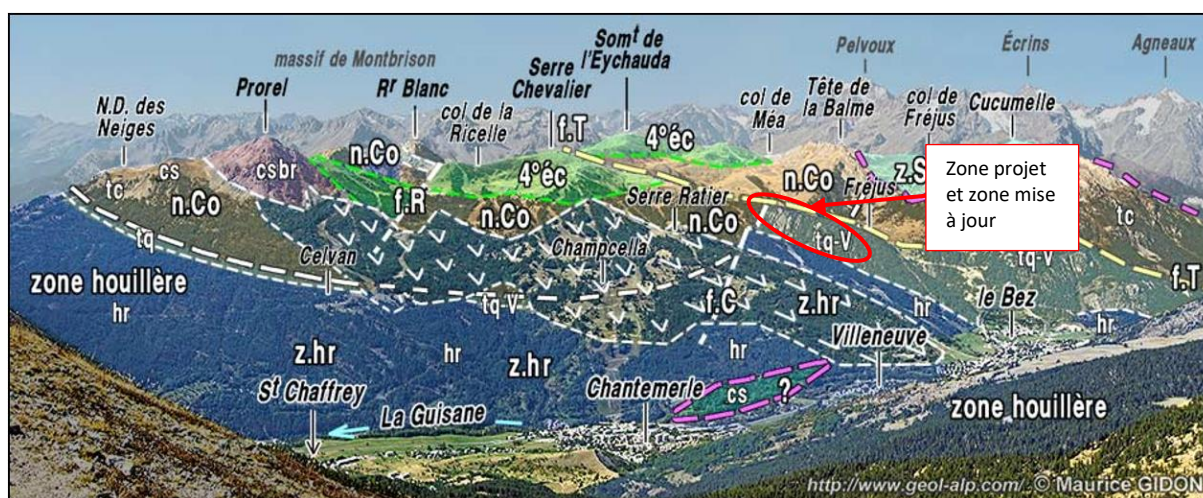 massif de Montbrison
Som^t de
l'Eychauda
Pelvoux
Écrins
Agneaux
Prorel
R^r Blanc
Serre
Chevalier
Tête de
la Balme
N.D. des
Neiges
col de la
Ricelle
f.T
col de
Méa
col de
Fréjus
Cucumelle
4°éc
cs
csbr
n.Co
4°éc
n.Co
z.S
Zone projet
et zone mise
à jour
tc
n.Co
f.R
n.Co
Serre Ratier
n.Co
Fréjus
tc
tq
Celvan
Champcella
tq-V
tq-V
f.T
zone houillère
hr
tq-V
f.C
z.hr
hr
le Bez
hr
z.hr
hr
z.hr
hr
Villeneuve
S^t Chaffrey
Chantemerle
cs
?
zone houillère
La Guisane
http://www.geol-alp.com/ © Maurice GIDON